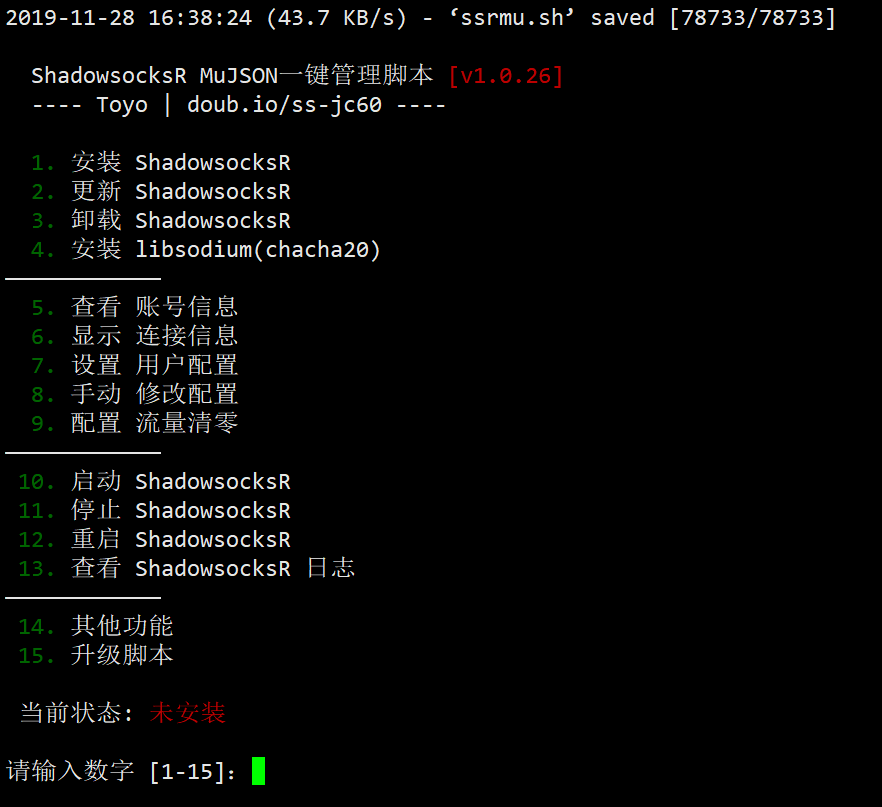 2019-11-28 16:38:24 (43.7 KB/s) - ‘ssrmu.sh’ saved [78733/78733]
ShadowsocksR MuJSON一键管理脚本 [v1.0.26]
---- Toyo | doub.io/ss-jc60 ----
1. 安装 ShadowsocksR
2. 更新 ShadowsocksR
3. 卸载 ShadowsocksR
4. 安装 libsodium(chacha20)
5. 查看 账号信息
6. 显示 连接信息
7. 设置 用户配置
8. 手动 修改配置
9. 配置 流量清零
10. 启动 ShadowsocksR
11. 停止 ShadowsocksR
12. 重启 ShadowsocksR
13. 查看 ShadowsocksR 日志
14. 其他功能
15. 升级脚本
当前状态: 未安装
请输入数字 [1-15]：